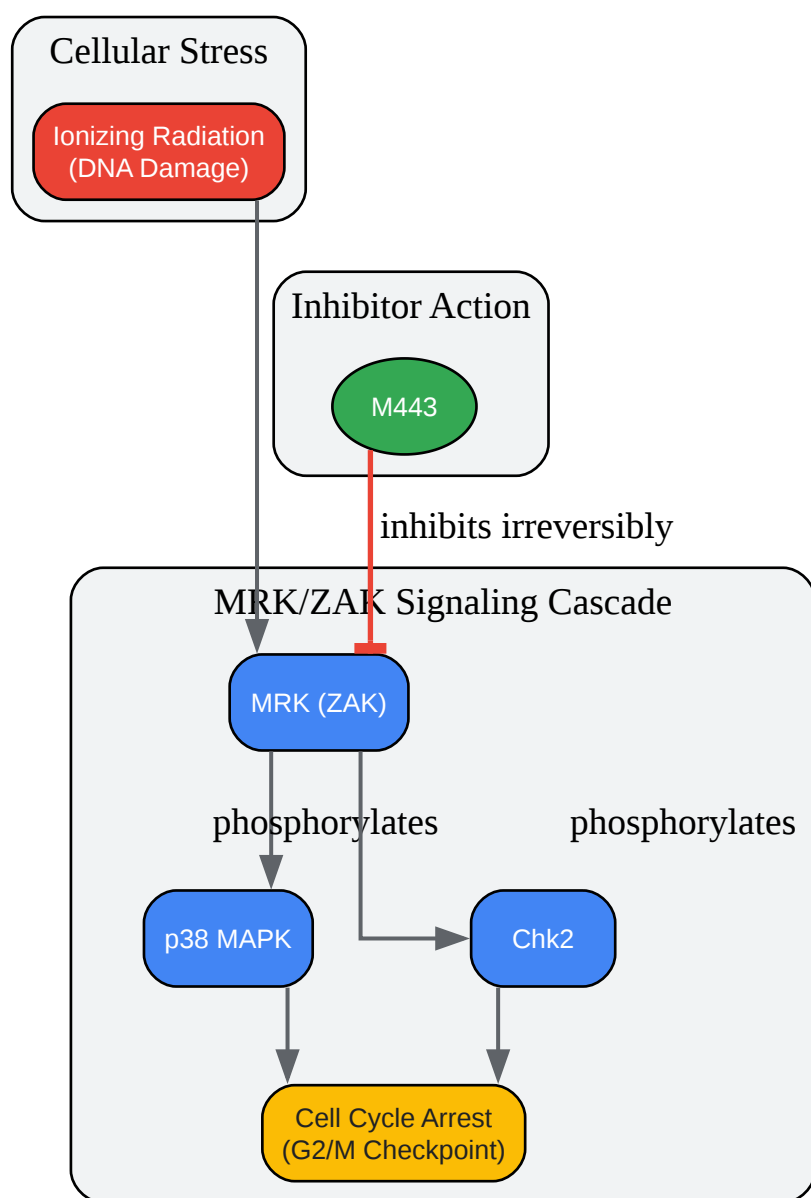 Cellular Stress
Ionizing Radiation
(DNA Damage)
Inhibitor Action
M443
inhibits irreversibly
MRK/ZAK Signaling Cascade
MRK (ZAK)
phosphorylates
phosphorylates
p38 MAPK
Chk2
Cell Cycle Arrest
(G2/M Checkpoint)